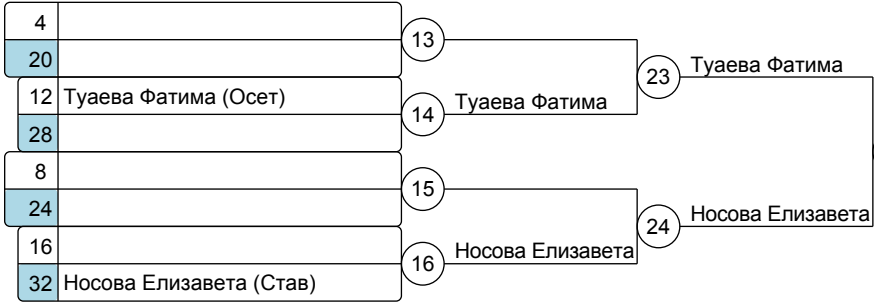 4
13
20
23 Туаева Фатима
12 Туаева Фатима (Осет)
14 Туаева Фатима
28
8
15
24
24 Носова Елизавета
16
16 Носова Елизавета
32 Носова Елизавета (Став)